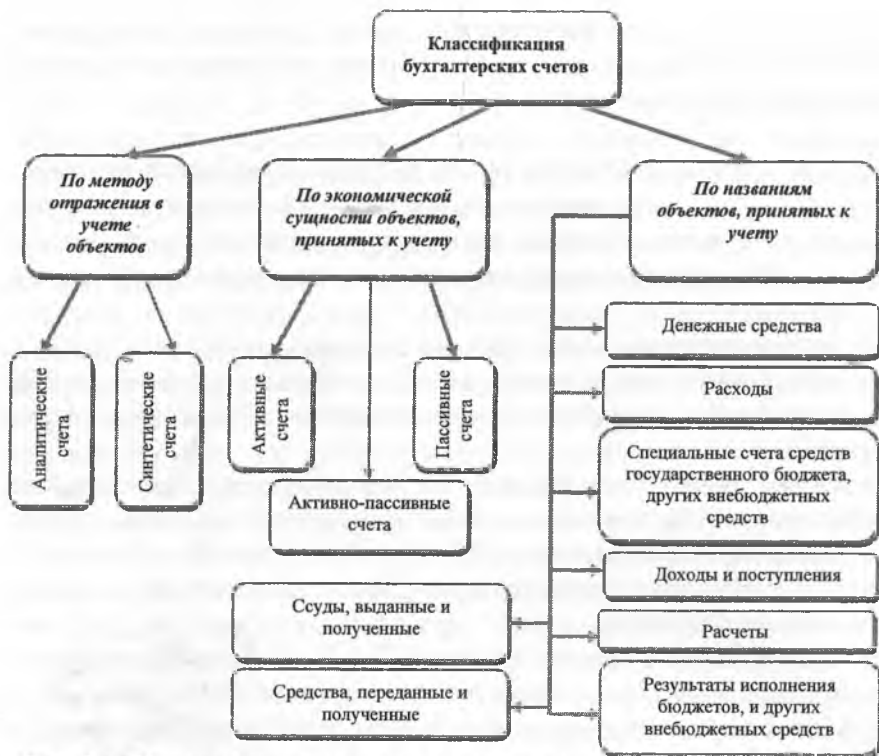 Классификация
бухгалтерских счетов
По методу
отражения в
учете
объектов
По экономической
сущности объектов,
принятых к учету
По названиям
объектов, принятых к
учету
Аналитические
счета
Синтетические
счета
Активные
счета
Пассивные
счета
Активно-пассивные
счета
Денежные средства
Расходы
Специальные счета средств
государственного бюджета,
других внебюджетных
средств
Доходы и поступления
Расчеты
Результаты исполнения
бюджетов, и других
внебюджетных средств
Ссуды, выданные и
полученные
Средства, переданные и
полученные